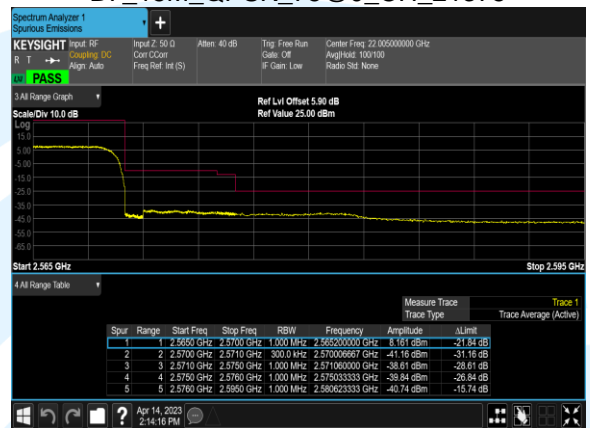 Spectrum Analyzer 1
Spurious Emissions
+
KEYSIGHT Input: RF Input Z: 50 Ω Atten: 40 dB Trig: Free Run Center Freq: 22.005000000 GHz
R T Coupling: DC Corr CCorr Gate: Off Avg|Hold: 100/100
Align: Auto Freq Ref: Int (S) IF Gain: Low Radio Std: None
PASS
3 All Range Graph
Ref Lvl Offset 5.90 dB
Scale/Div 10.0 dB Ref Value 25.00 dBm
Log
15.0
5.00
-5.00
-15.0
-25.0
-35.0
-45.0
-55.0
-65.0
Start 2.565 GHz Stop 2.595 GHz
4 All Range Table
Measure Trace Trace 1
Trace Type Trace Average (Active)
Spur Range Start Freq Stop Freq RBW Frequency Amplitude ΔLimit
1 1 2.5650 GHz 2.5700 GHz 1.000 MHz 2.565200000 GHz 8.161 dBm -21.84 dB
2 2 2.5700 GHz 2.5710 GHz 300.0 kHz 2.570006667 GHz -41.16 dBm -31.16 dB
3 3 2.5710 GHz 2.5750 GHz 1.000 MHz 2.571060000 GHz -38.61 dBm -28.61 dB
4 4 2.5750 GHz 2.5760 GHz 1.000 MHz 2.575033333 GHz -39.84 dBm -26.84 dB
5 5 2.5760 GHz 2.5950 GHz 1.000 MHz 2.580623333 GHz -40.74 dBm -15.74 dB
? Apr 14, 2023
2:14:16 PM